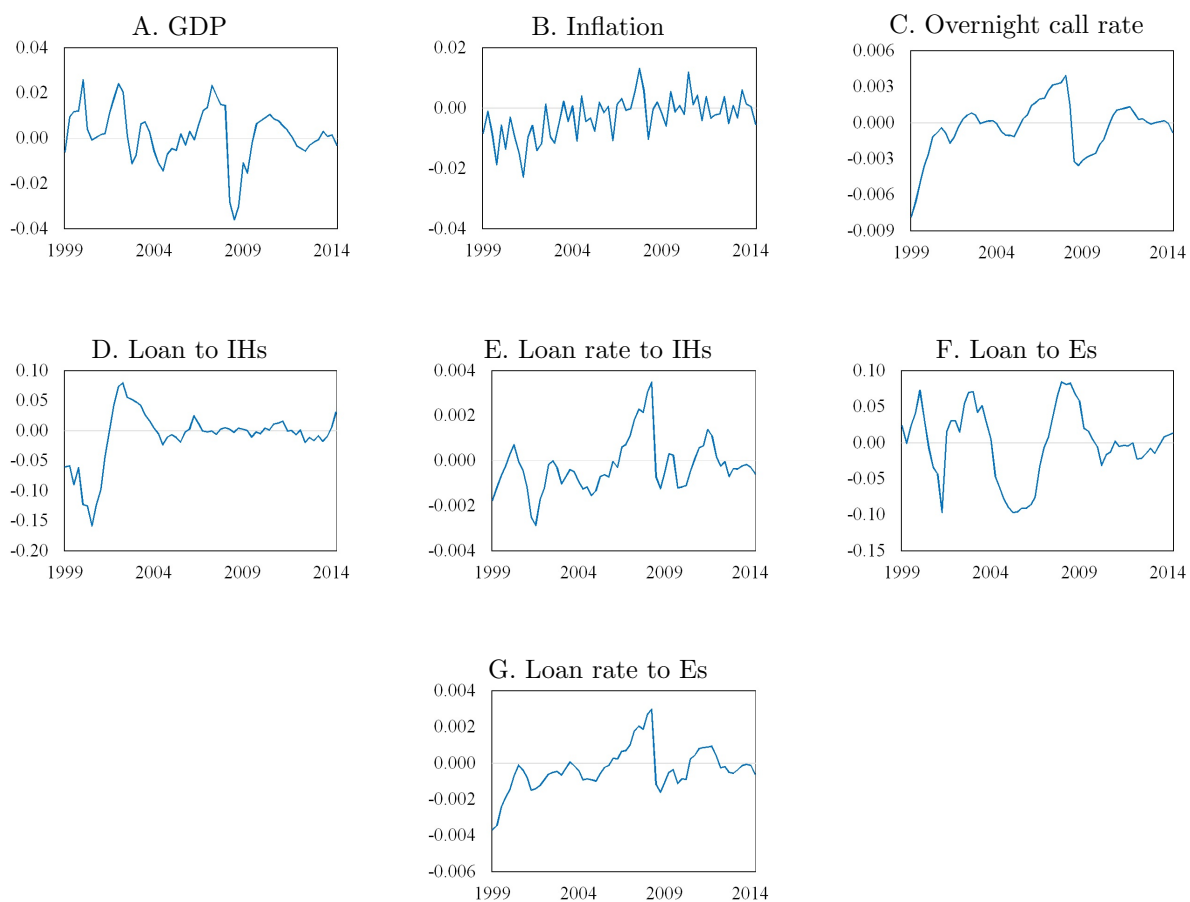 A. GDP
0.04
0.02
0.00
-0.02
-0.04
1999 2004 2009 2014
B. Inflation
0.02
0.00
-0.02
-0.04
1999 2004 2009 2014
C. Overnight call rate
0.006
0.003
0.000
-0.003
-0.006
-0.009
1999 2004 2009 2014
D. Loan to IHs
0.10
0.05
0.00
-0.05
-0.10
-0.15
-0.20
1999 2004 2009 2014
E. Loan rate to IHs
0.004
0.002
0.000
-0.002
-0.004
1999 2004 2009 2014
F. Loan to Es
0.10
0.05
0.00
-0.05
-0.10
-0.15
1999 2004 2009 2014
G. Loan rate to Es
0.004
0.002
0.000
-0.002
-0.004
-0.006
1999 2004 2009 2014